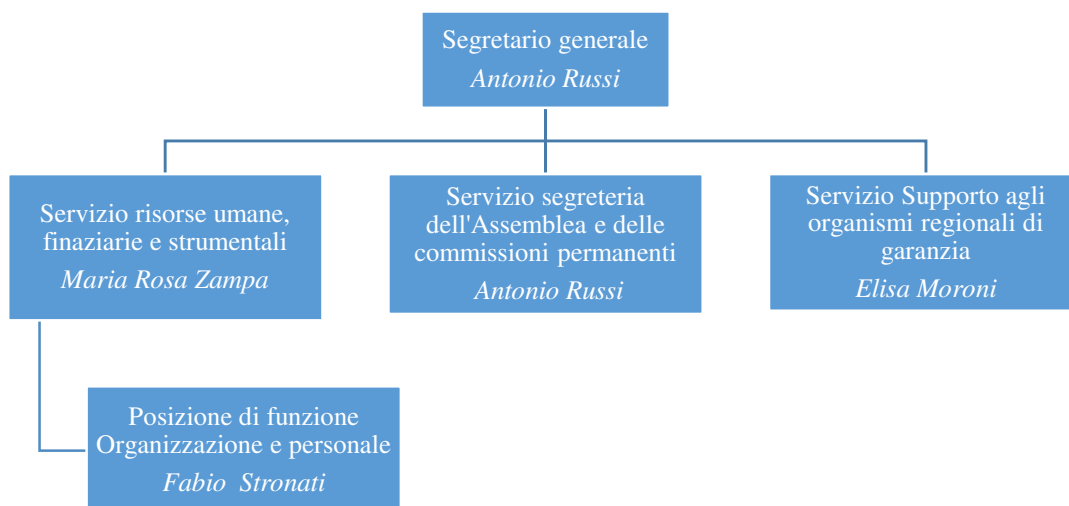 Segretario generale
Antonio Russi
Servizio risorse umane,
finaziarie e strumentali
Maria Rosa Zampa
Servizio segreteria
dell'Assemblea e delle
commissioni permanenti
Antonio Russi
Servizio Supporto agli
organismi regionali di
garanzia
Elisa Moroni
Posizione di funzione
Organizzazione e personale
Fabio Stronati